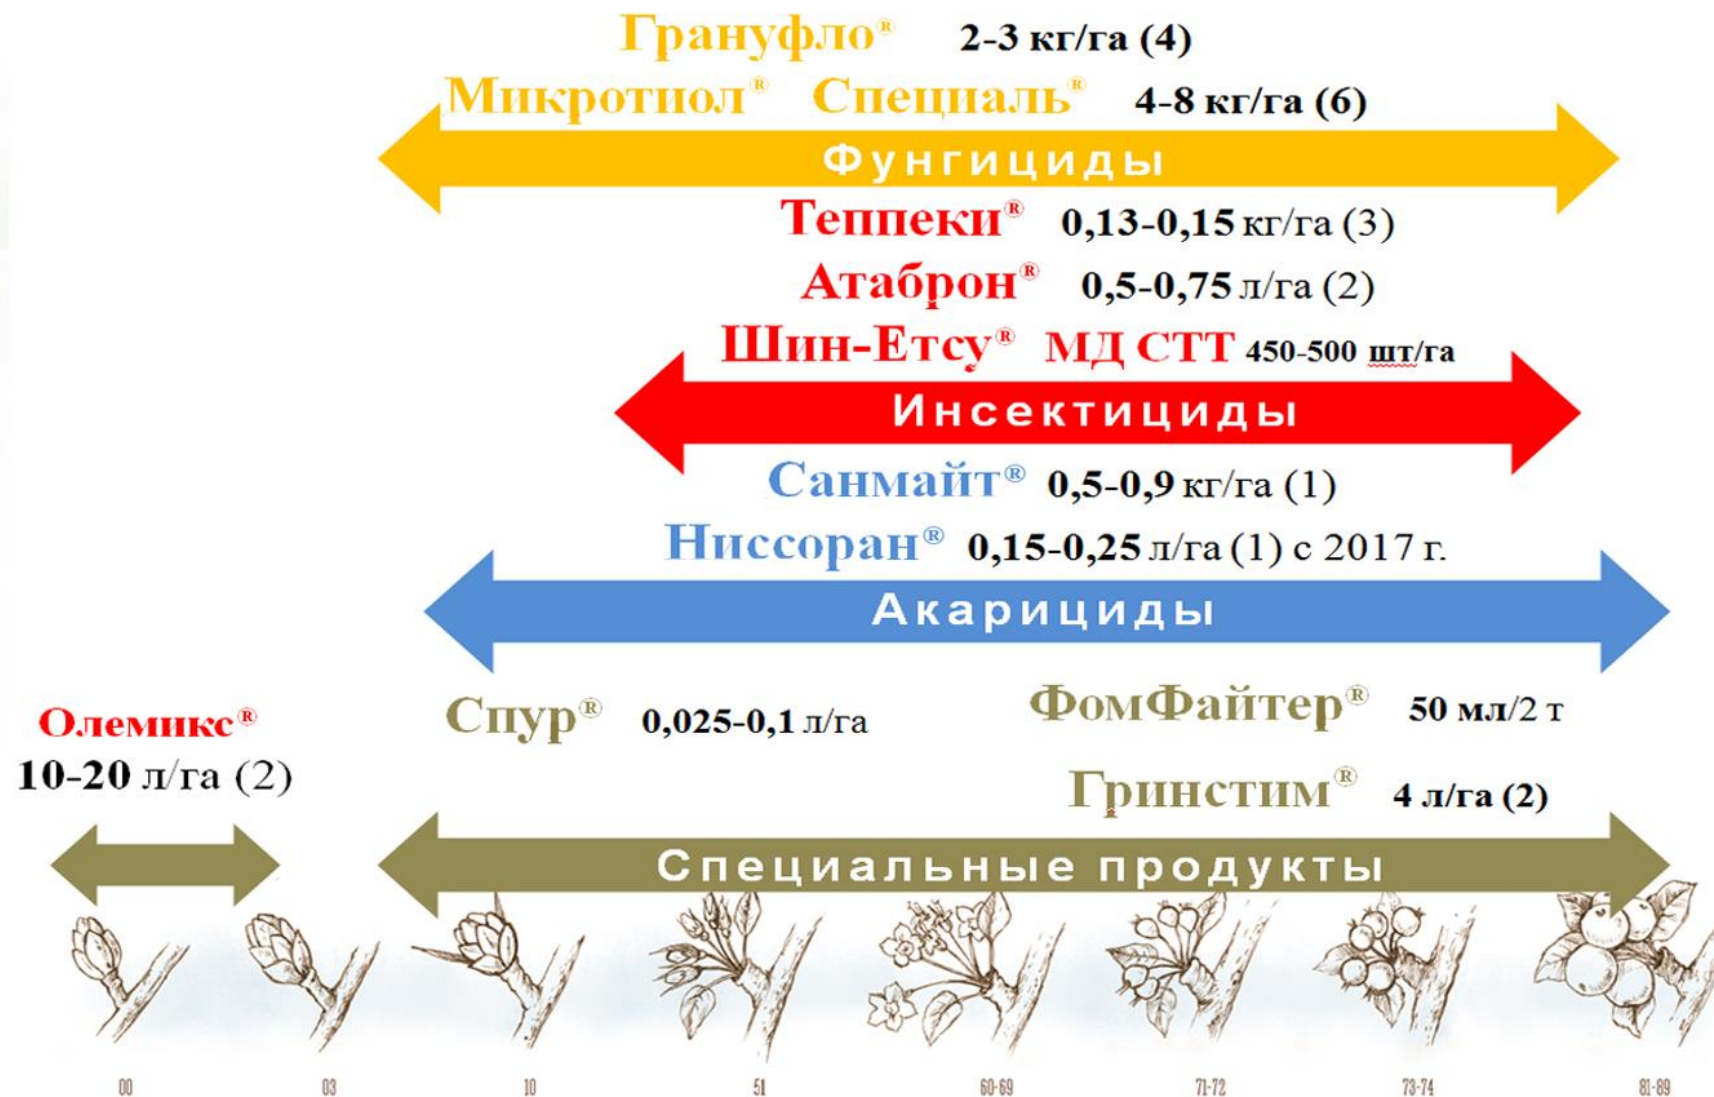 Грануфло® 2-3 кг/га (4)
Микротиол® Специаль® 4-8 кг/га (6)
Фунгициды
Теппеки® 0,13-0,15 кг/га (3)
Атаброн® 0,5-0,75 л/га (2)
Шин-Етсу® МД СТТ 450-500 шт/га
Инсектициды
Санмайт® 0,5-0,9 кг/га (1)
Ниссоран® 0,15-0,25 л/га (1) с 2017 г.
Акарициды
Олемикс®
10-20 л/га (2)
Спур® 0,025-0,1 л/га
ФомФайтер® 50 мл/2 т
Гринстим® 4 л/га (2)
Специальные продукты
00 03 10 51 60-69 71-72 73-74 81-89